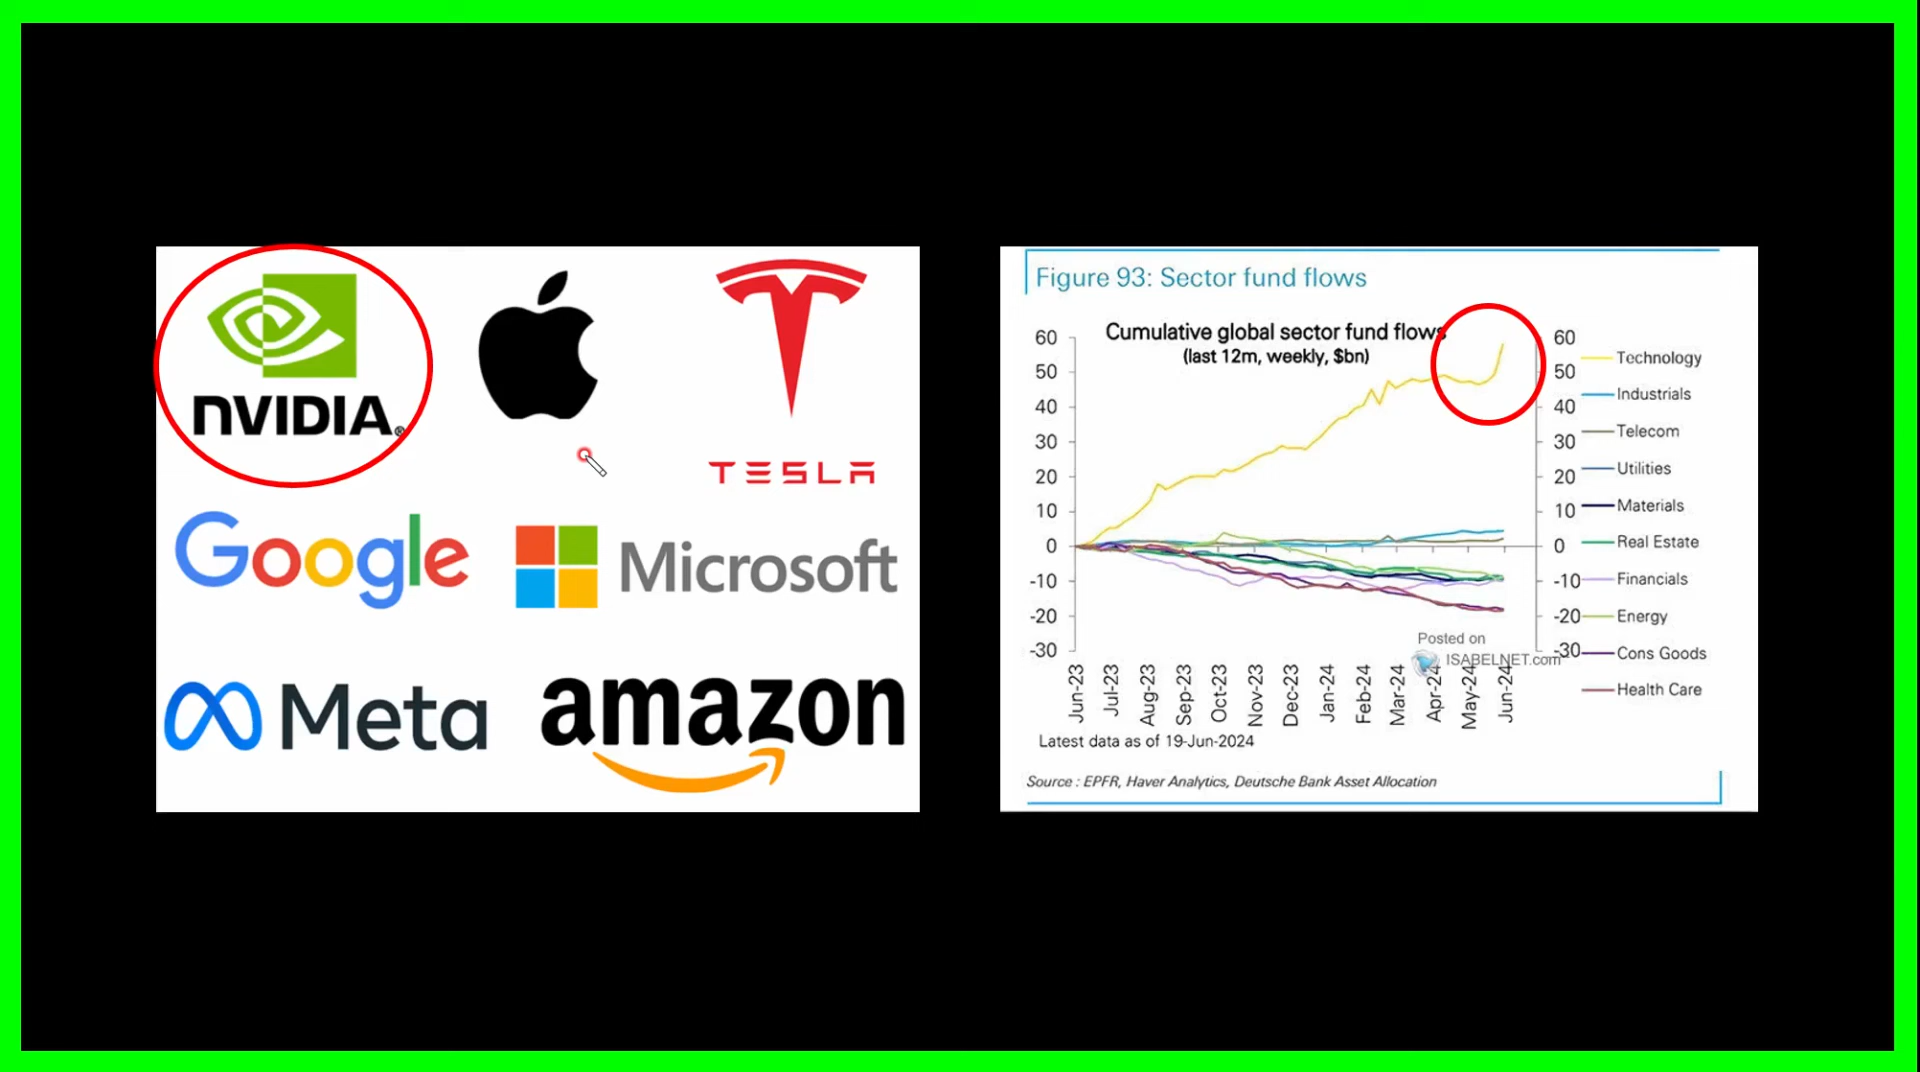 NVIDIA®
TESLA
Google
Microsoft
Meta
amazon
Figure 93: Sector fund flows
Cumulative global sector fund flows
(last 12m, weekly, $bn)
60
50
40
30
20
10
0
-10
-20
-30
60
50
40
30
20
10
0
-10
-20
-30
Technology
Industrials
Telecom
Utilities
Materials
Real Estate
Financials
Energy
Cons Goods
Health Care
Posted on
ISABELNET.com
Jun-23
Jul-23
Aug-23
Sep-23
Oct-23
Nov-23
Dec-23
Jan-24
Feb-24
Mar-24
Apr-24
May-24
Jun-24
Latest data as of 19-Jun-2024
Source : EPFR, Haver Analytics, Deutsche Bank Asset Allocation